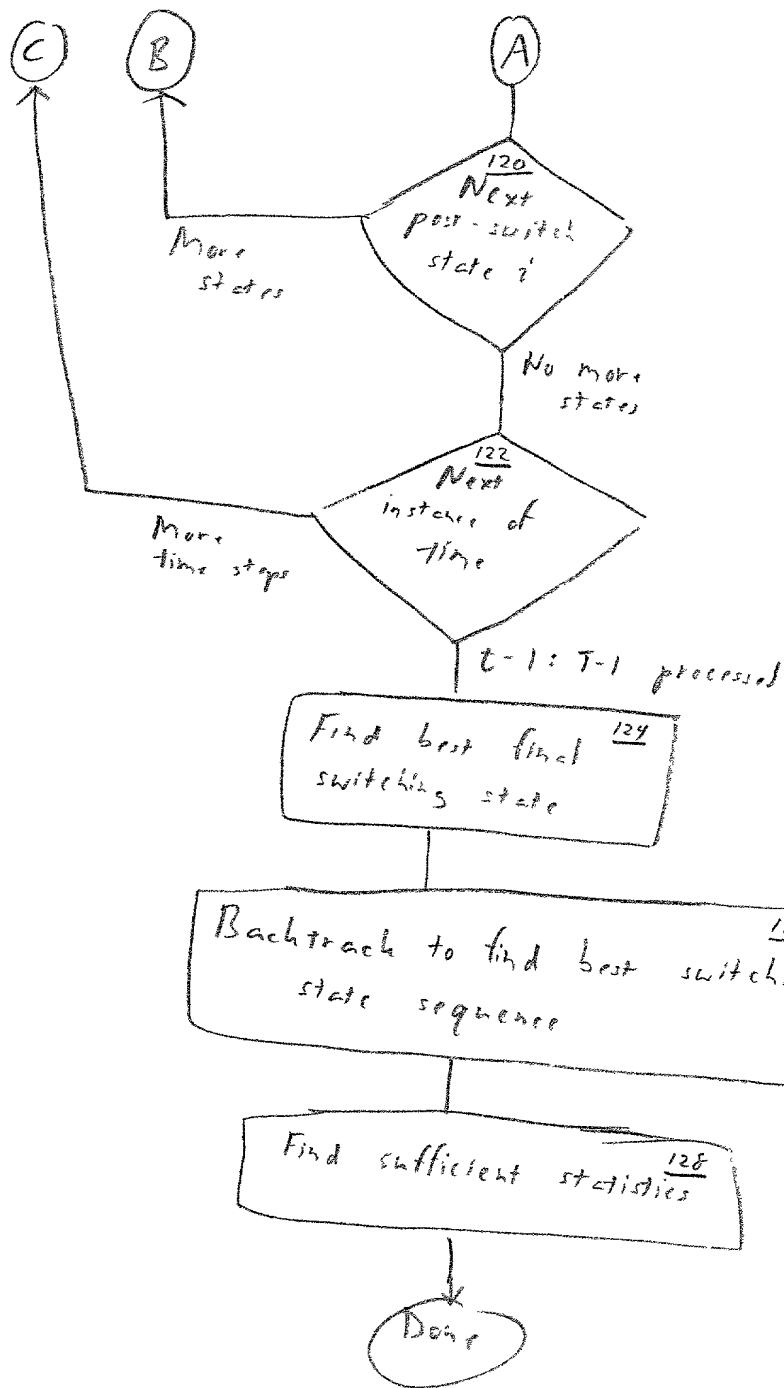 C
B
A
120
Next
post-switch
state i
More
states
No more
states
122
Next
instance of
time
More
time steps
t-1: T-1 processed
Find best final 124
switching state
Backtrack to find best switch
state sequence
Find sufficient statistics 128
Done